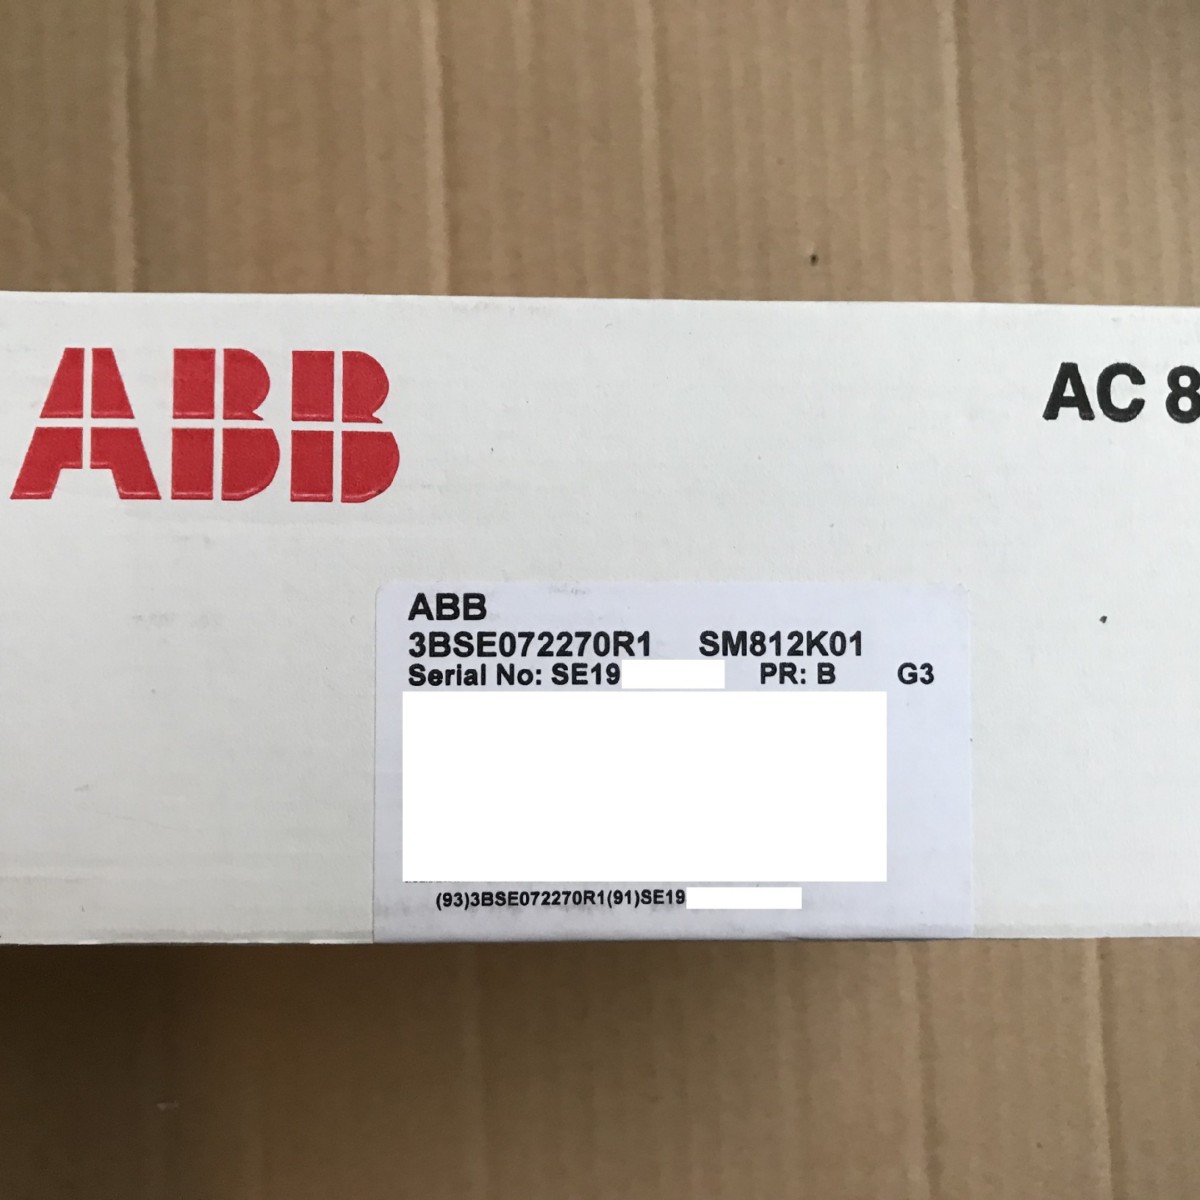 ABB
AC 8
ABB
3BSE072270R1 SM812K01
Serial No: SE19 PR: B G3
(93)3BSE072270R1(91)SE19